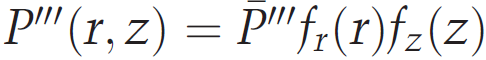 P‴(r, z) = P̄‴f_r(r)f_z(z)